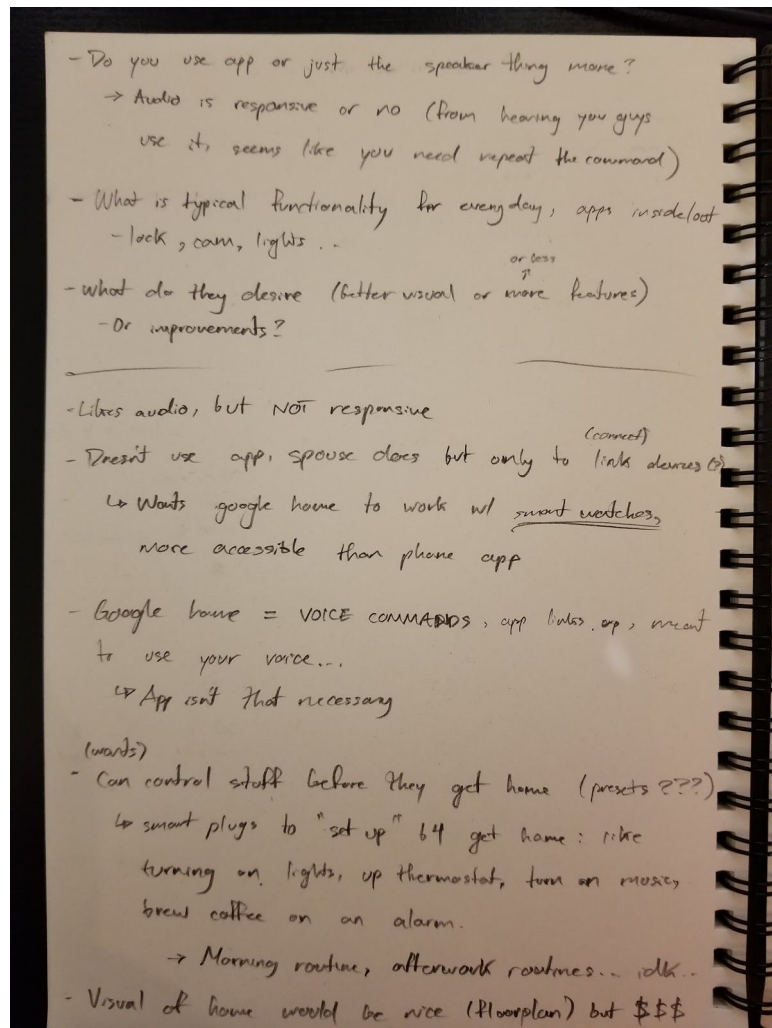 - Do you use app or just the speaker thing more?
→ Audio is responsive or no (from hearing you guys
use it, seems like you need repeat the command)
- What is typical functionality for everyday, apps inside/out
- lock, cam, lights..
or less
↑
- What do they desire (better visual or more features)
- Or improvements?
- Likes audio, but NOT responsive
(connect)
- Doesn't use app, spouse does but only to link devices (?)
↳ Wants google home to work w/ smart watches,
more accessible than phone app
- Google home = VOICE COMMANDS, app links, meant
to use your voice...
↳ App isn't that necessary
(wants)
- Can control stuff before they get home (presets ???)
↳ smart plugs to "set up" b4 get home: like
turning on lights, up thermostat, turn on music,
brew coffee on an alarm.
→ Morning routine, afterwork routines.. idk..
- Visual of home would be nice (floorplan) but $$$